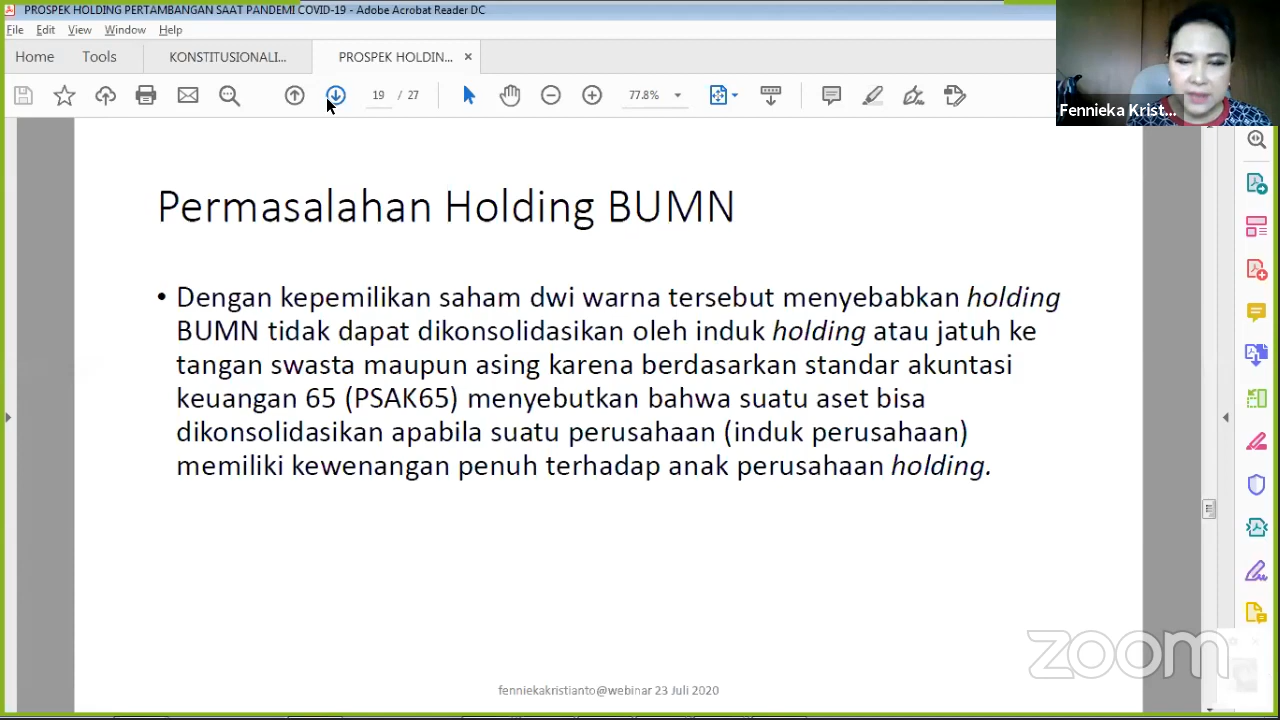 PROSPEK HOLDING PERTAMBANGAN SAAT PANDEMI COVID-19 - Adobe Acrobat Reader DC
File Edit View Window Help
Home Tools KONSTITUSIONALI... PROSPEK HOLDIN... ×
19 / 27 77.8%
Fennieka Krist...
Permasalahan Holding BUMN
• Dengan kepemilikan saham dwi warna tersebut menyebabkan holding
BUMN tidak dapat dikonsolidasikan oleh induk holding atau jatuh ke
tangan swasta maupun asing karena berdasarkan standar akuntasi
keuangan 65 (PSAK65) menyebutkan bahwa suatu aset bisa
dikonsolidasikan apabila suatu perusahaan (induk perusahaan)
memiliki kewenangan penuh terhadap anak perusahaan holding.
zoom
fenniekakristianto@webinar 23 Juli 2020